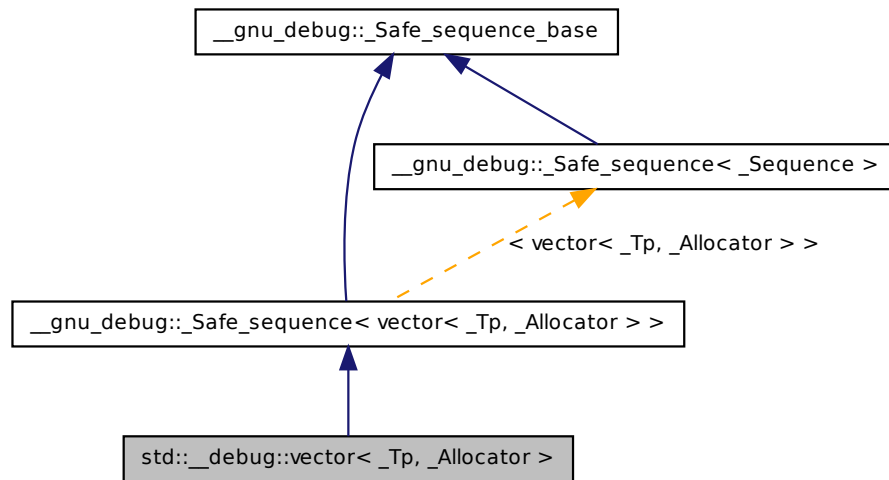 __gnu_debug::_Safe_sequence_base
__gnu_debug::_Safe_sequence< _Sequence >
< vector< _Tp, _Allocator > >
__gnu_debug::_Safe_sequence< vector< _Tp, _Allocator > >
std::__debug::vector< _Tp, _Allocator >